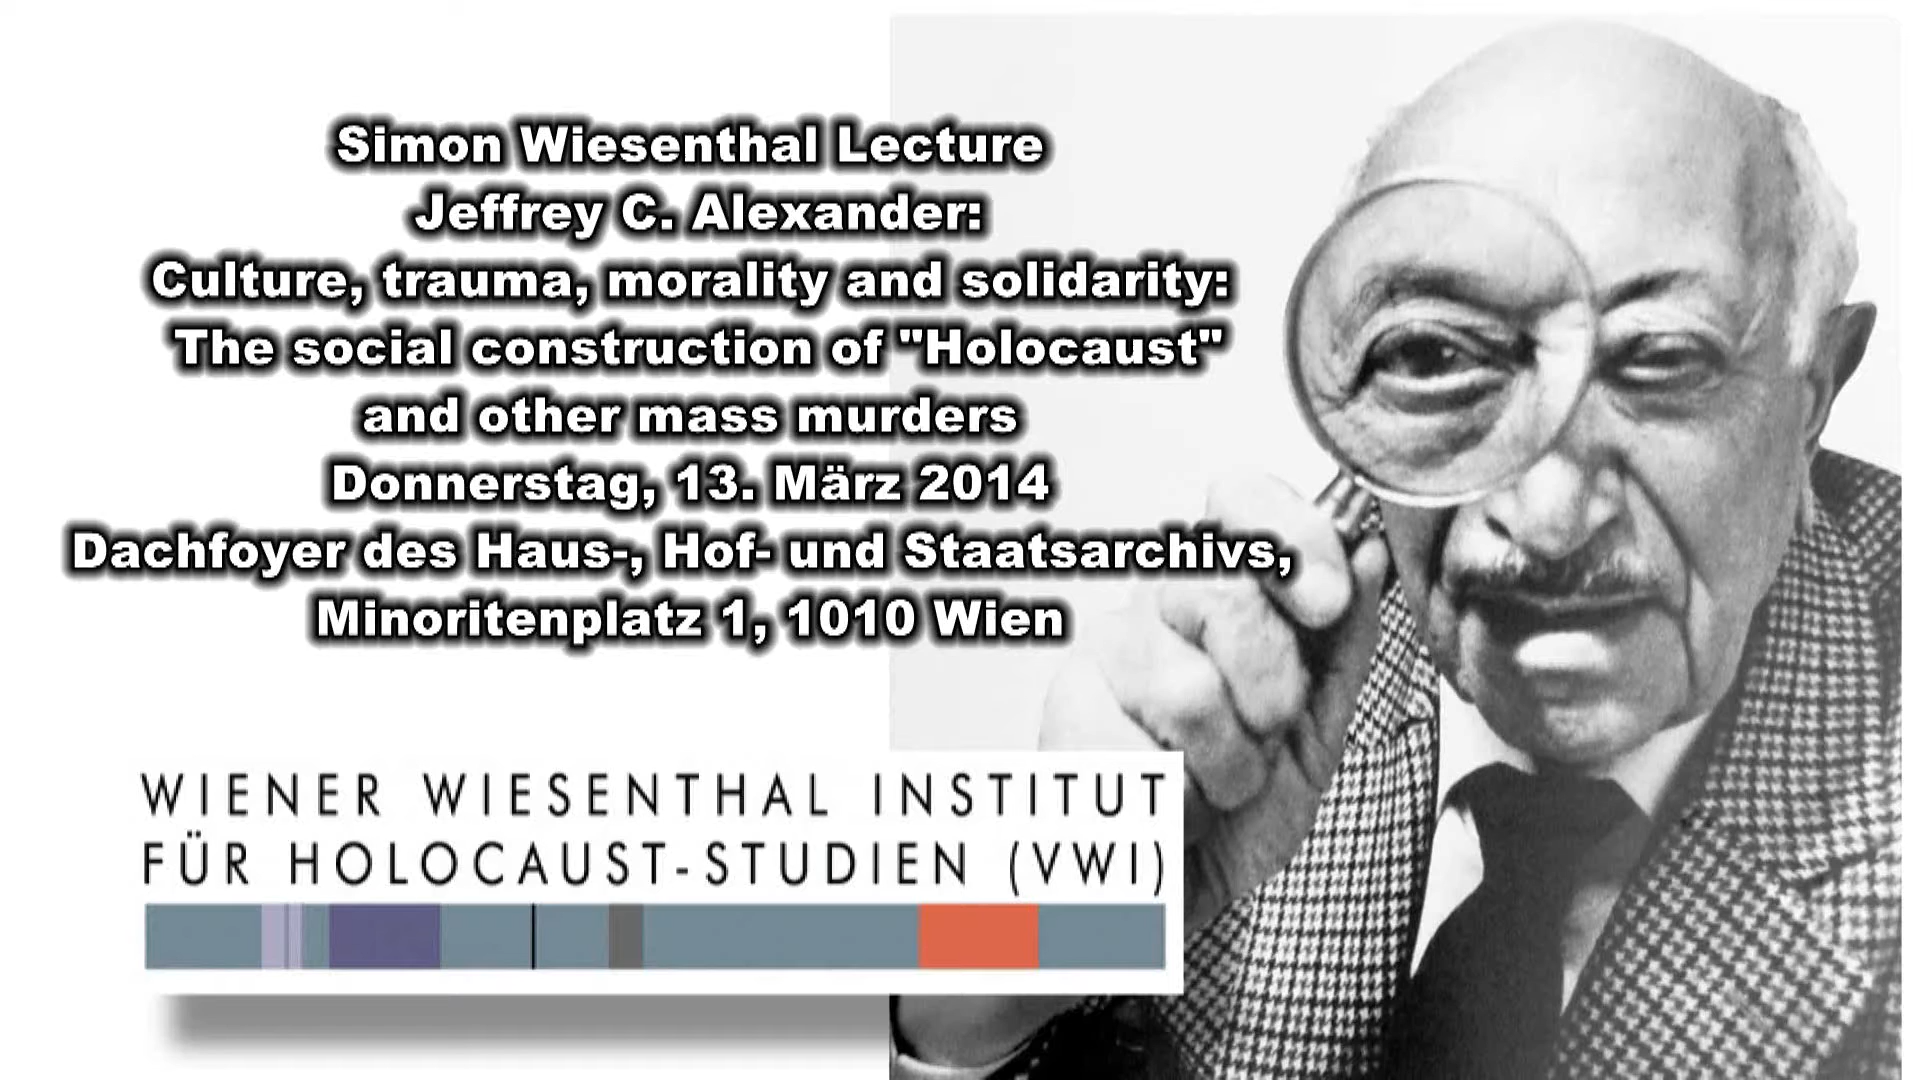 Simon Wiesenthal Lecture
Jeffrey C. Alexander:
Culture, trauma, morality and solidarity:
The social construction of "Holocaust"
and other mass murders
Donnerstag, 13. März 2014
Dachfoyer des Haus-, Hof- und Staatsarchivs,
Minoritenplatz 1, 1010 Wien
WIENER WIESENTHAL INSTITUT
FÜR HOLOCAUST-STUDIEN (VWI)